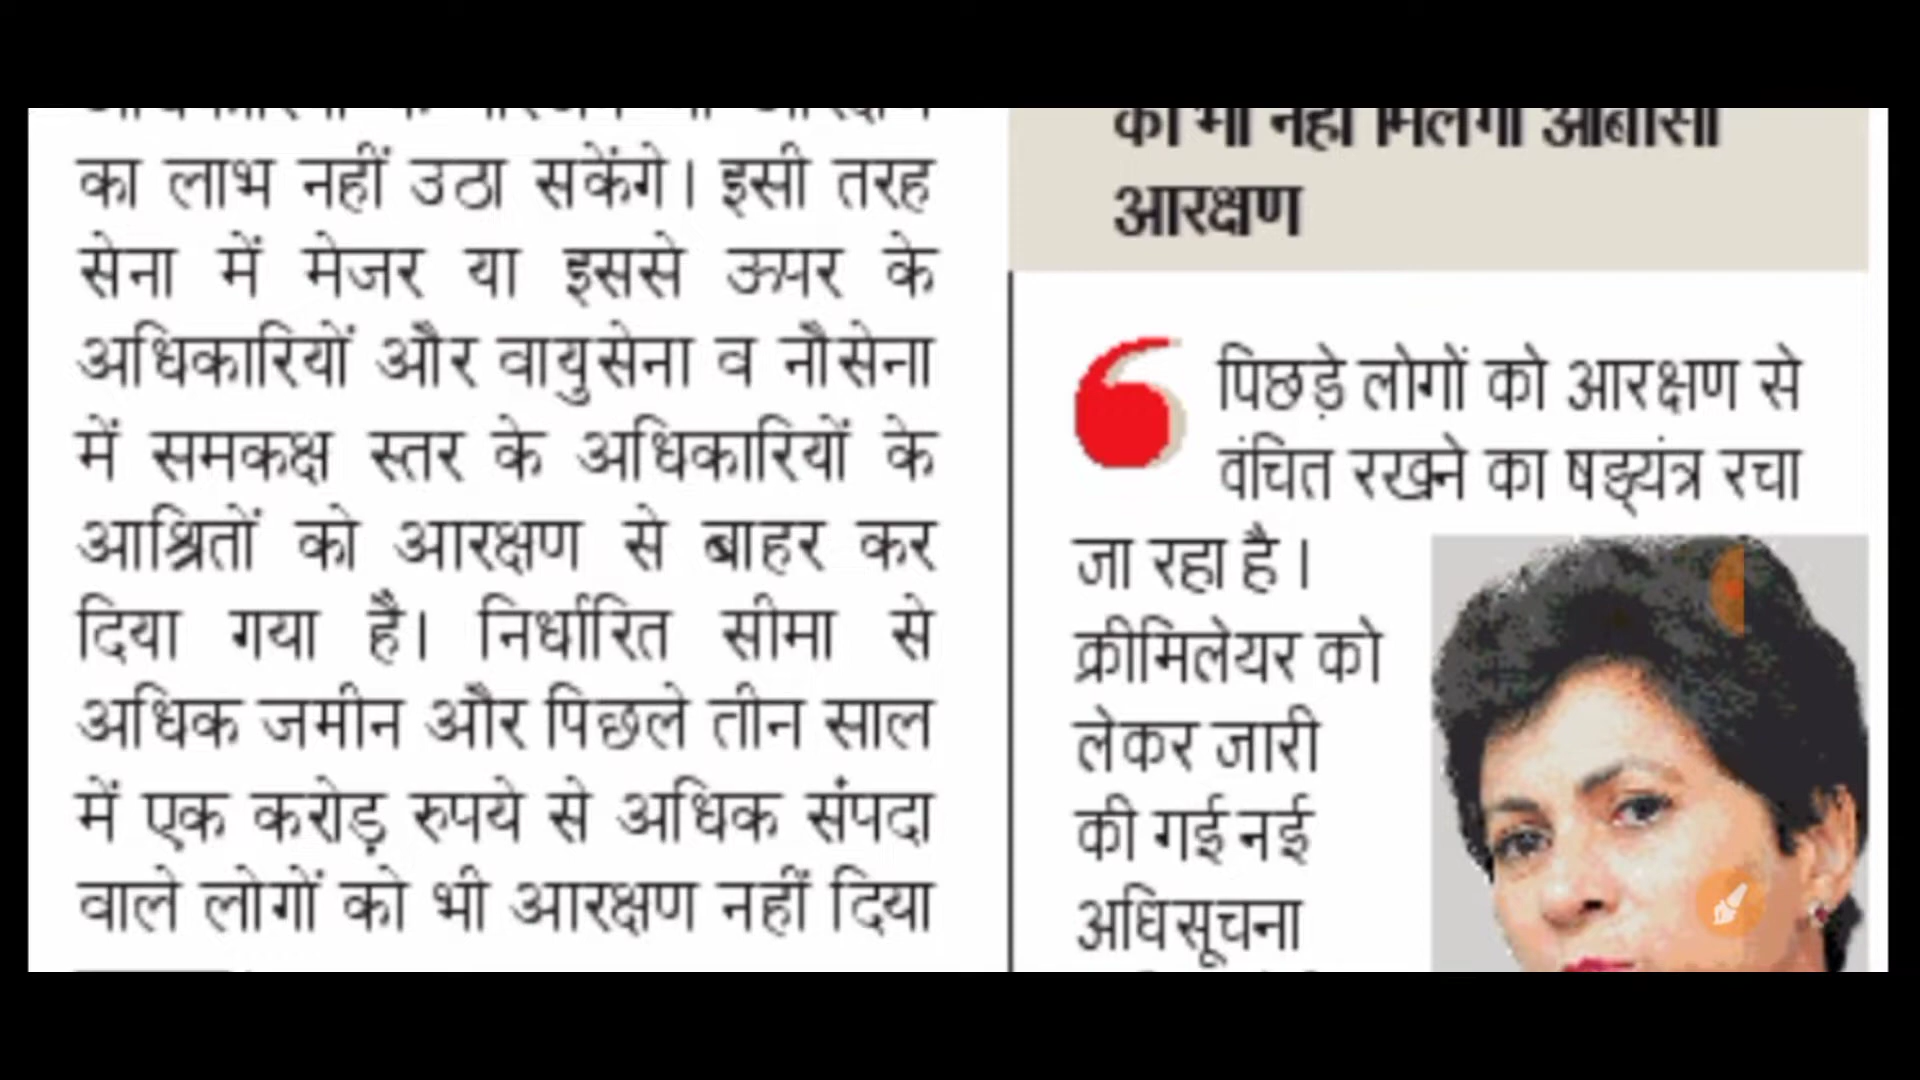 का लाभ नहीं उठा सकेंगे। इसी तरह
सेना में मेजर या इससे ऊपर के
अधिकारियों और वायुसेना व नौसेना
में समकक्ष स्तर के अधिकारियों के
आश्रितों को आरक्षण से बाहर कर
दिया गया है। निर्धारित सीमा से
अधिक जमीन और पिछले तीन साल
में एक करोड़ रुपये से अधिक संपदा
वाले लोगों को भी आरक्षण नहीं दिया
को भी नहीं मिलेगा ओबीसी
आरक्षण
पिछड़े लोगों को आरक्षण से
वंचित रखने का षड्यंत्र रचा
जा रहा है।
क्रीमिलेयर को
लेकर जारी
की गई नई
अधिसूचना